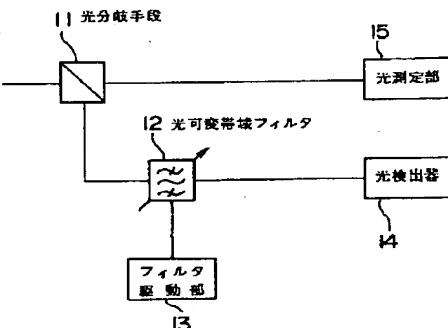 11 光分岐手段
15
光測定部
12 光可変帯域フィルタ
光検出器
14
フィルタ
駆動部
13